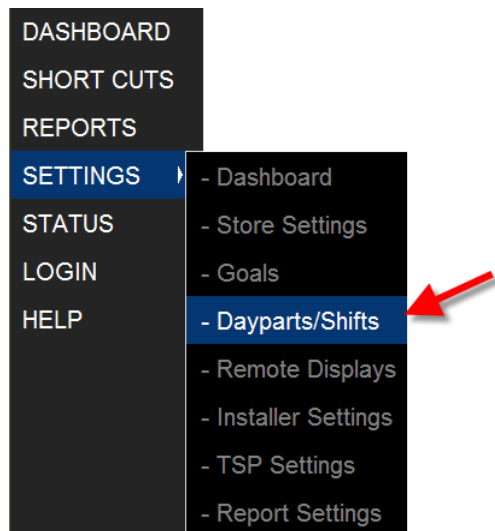 DASHBOARD
SHORT CUTS
REPORTS
SETTINGS
STATUS
LOGIN
HELP
- Dashboard
- Store Settings
- Goals
- Dayparts/Shifts
- Remote Displays
- Installer Settings
- TSP Settings
- Report Settings